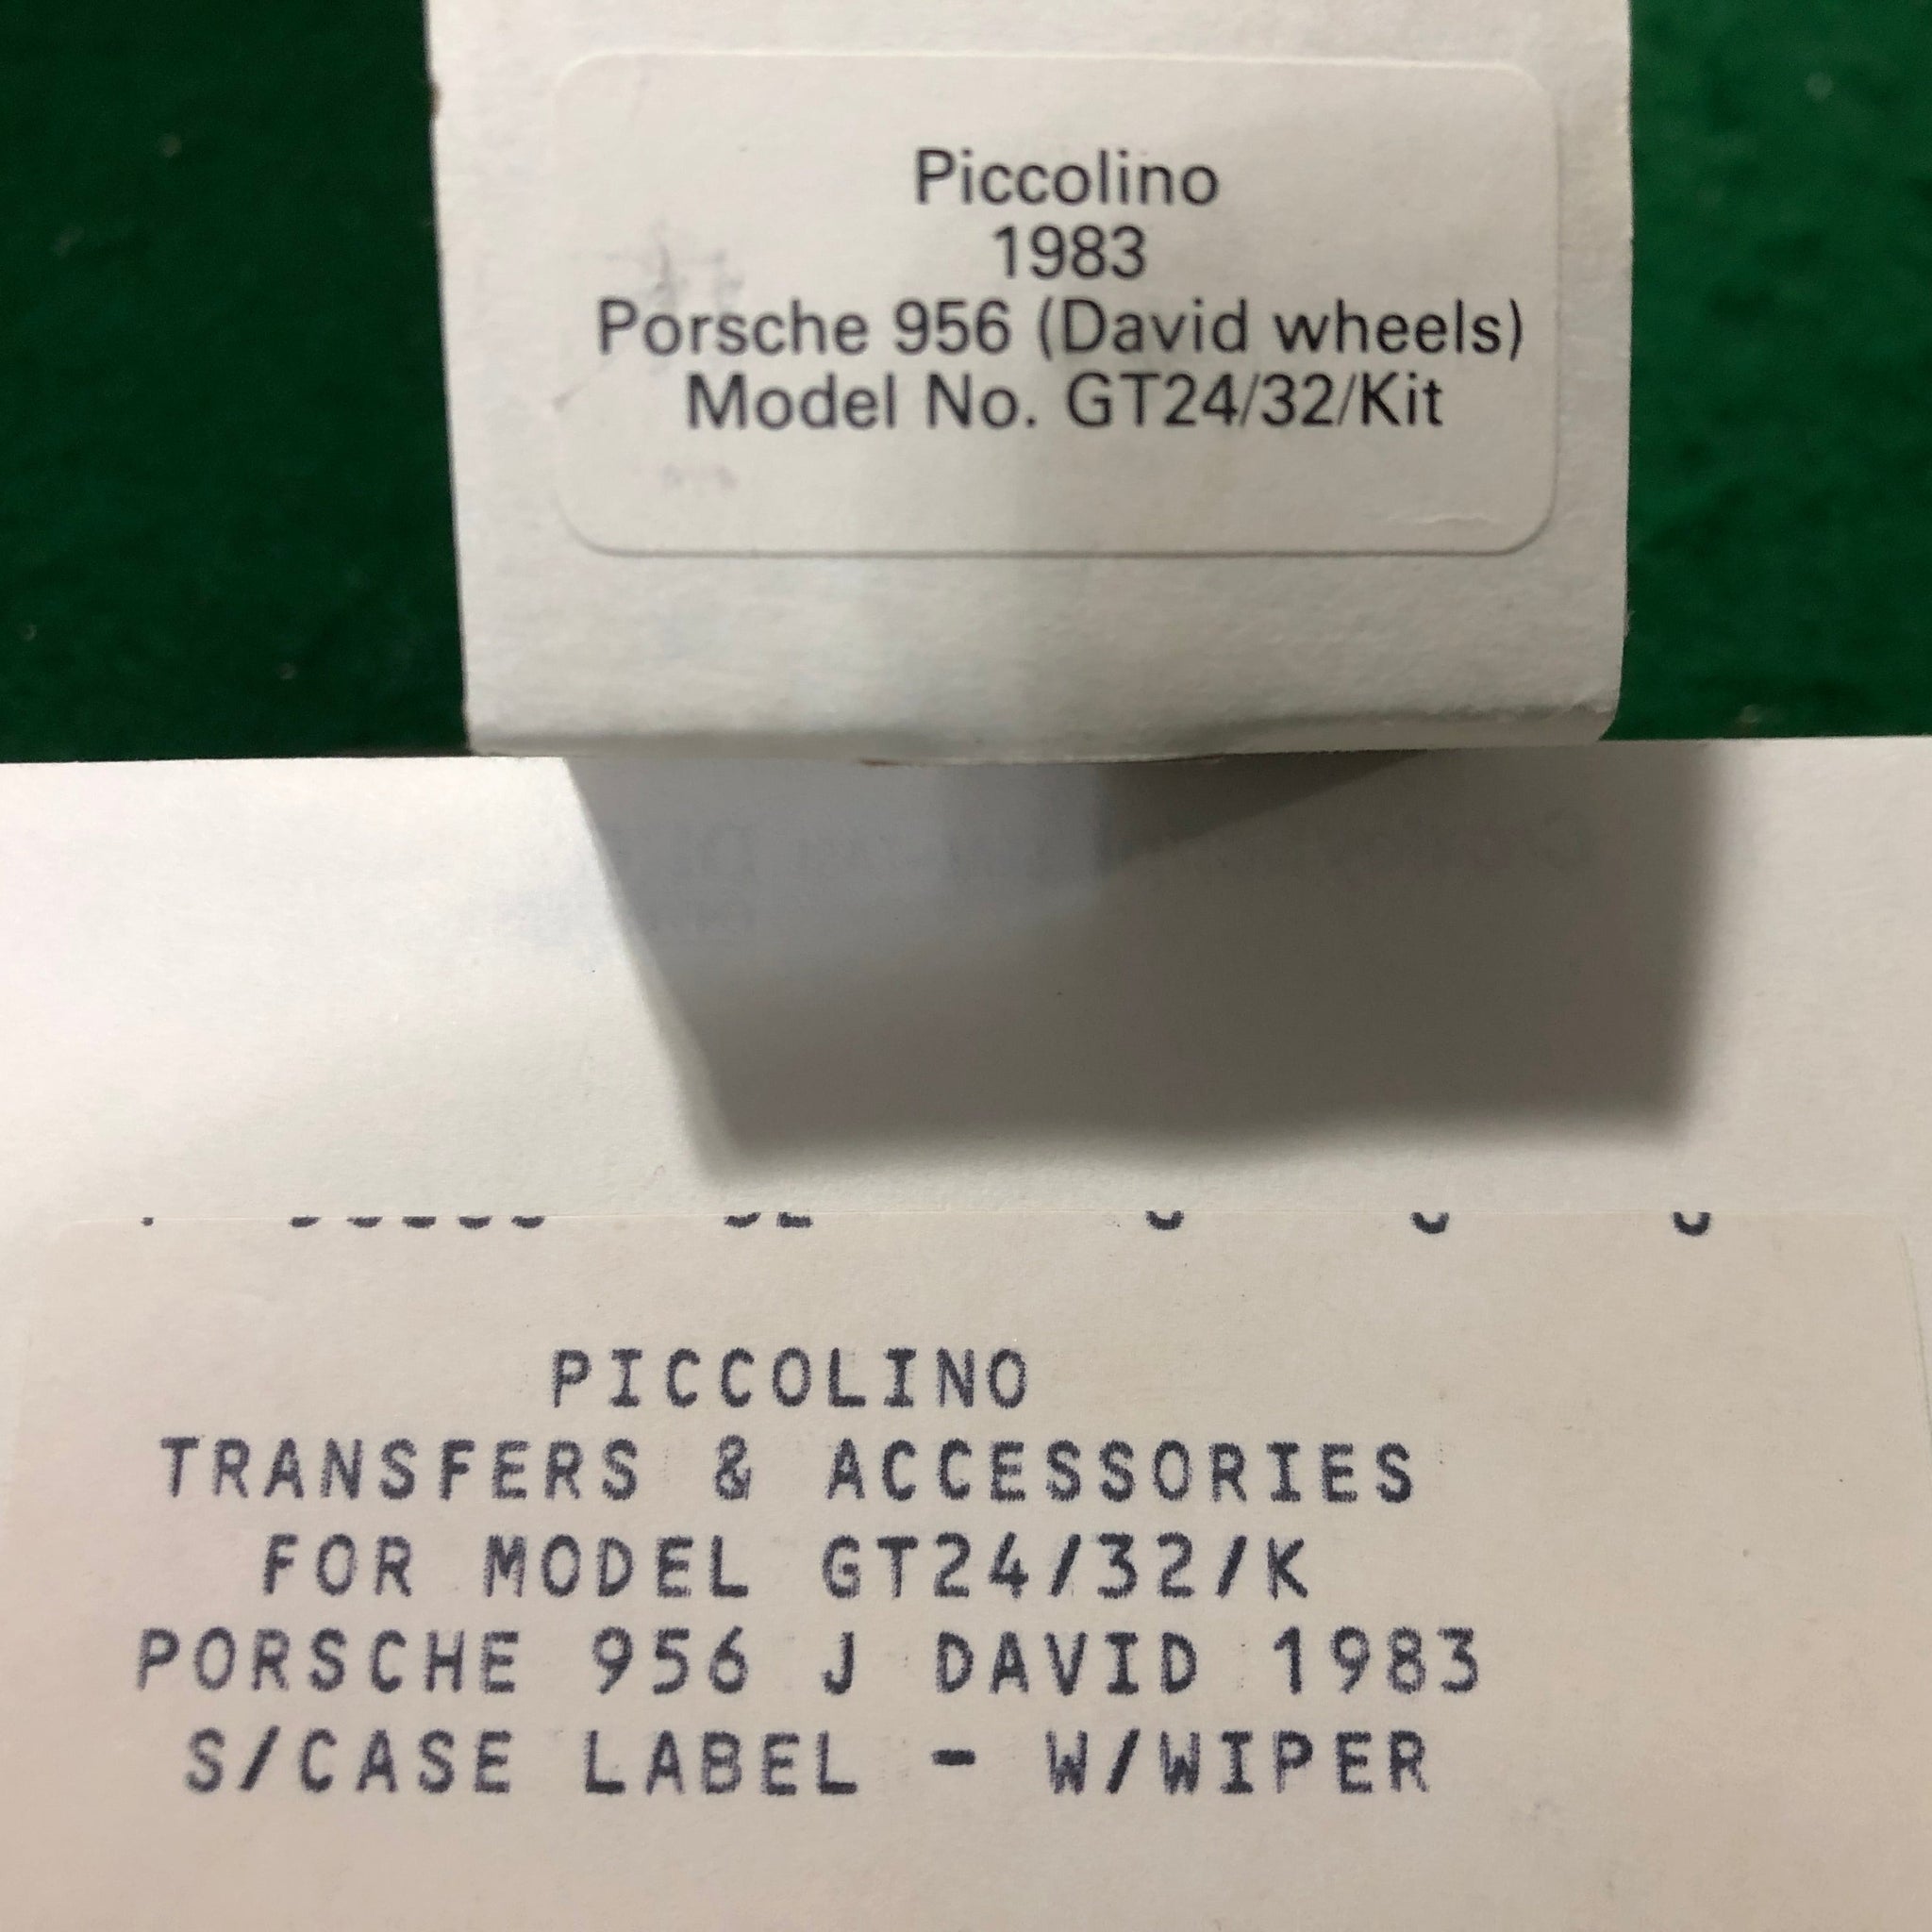 Piccolino
1983
Porsche 956 (David wheels)
Model No. GT24/32/Kit
PICCOLINO
TRANSFERS & ACCESSORIES
FOR MODEL GT24/32/K
PORSCHE 956 J DAVID 1983
S/CASE LABEL - W/WIPER